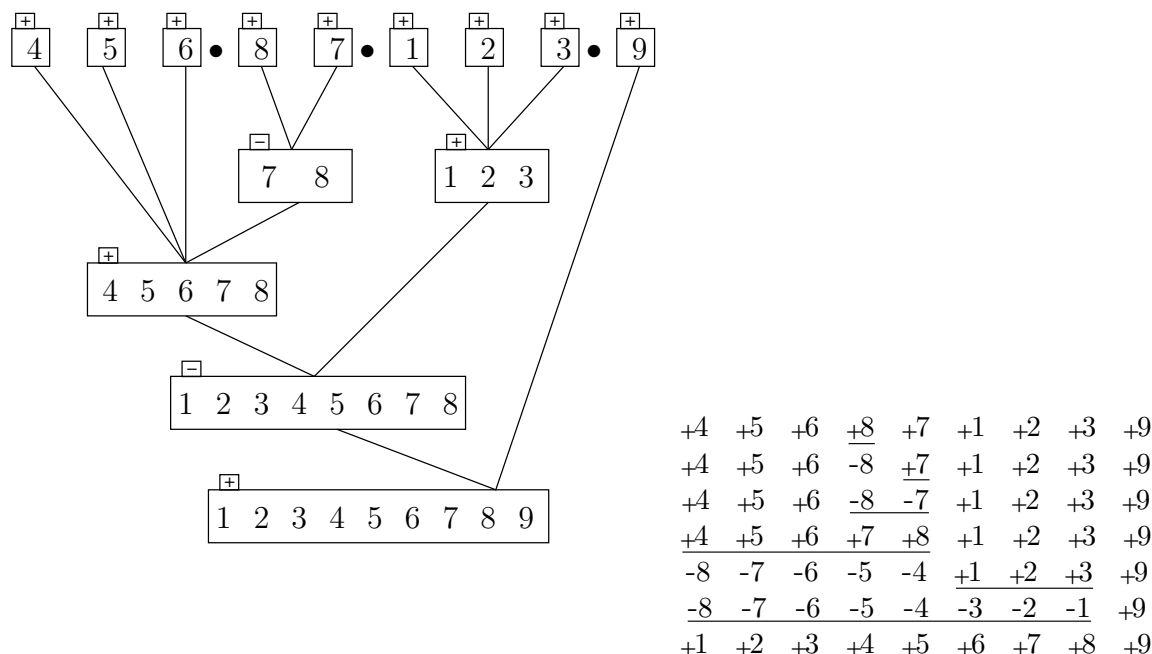 + + + + + + + + +
4 5 6 • 8 7 • 1 2 3 • 9
− +
7 8 1 2 3
+
4 5 6 7 8
−
1 2 3 4 5 6 7 8
+
1 2 3 4 5 6 7 8 9
+4 +5 +6 +8 +7 +1 +2 +3 +9
+4 +5 +6 -8 +7 +1 +2 +3 +9
+4 +5 +6 -8 -7 +1 +2 +3 +9
+4 +5 +6 +7 +8 +1 +2 +3 +9
-8 -7 -6 -5 -4 +1 +2 +3 +9
-8 -7 -6 -5 -4 -3 -2 -1 +9
+1 +2 +3 +4 +5 +6 +7 +8 +9